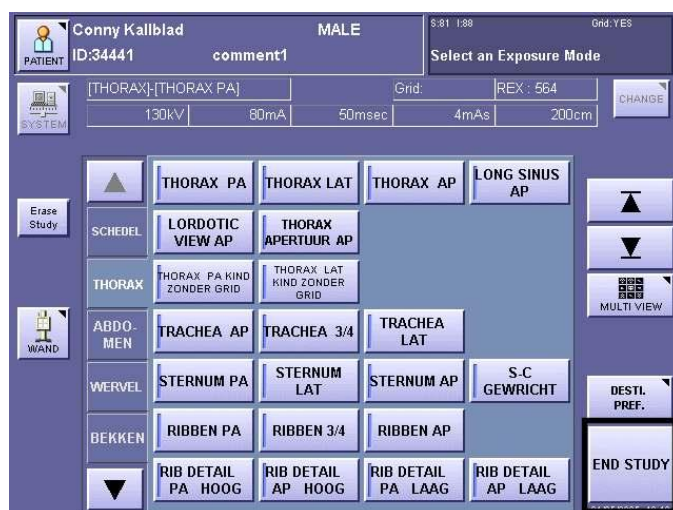 Conny Kallblad MALE
ID:34441 comment1
PATIENT
S:81 I:88 Grid:YES
Select an Exposure Mode
[THORAX]-[THORAX PA] Grid: REX : 564
130kV 80mA 50msec 4mAs 200cm
SYSTEM
CHANGE
THORAX PA
THORAX LAT
THORAX AP
LONG SINUS
AP
Erase
Study
SCHEDEL
LORDOTIC
VIEW AP
THORAX
APERTUUR AP
THORAX
THORAX PA KIND
ZONDER GRID
THORAX LAT
KIND ZONDER
GRID
MULTI VIEW
WAND
ABDO-
MEN
TRACHEA AP
TRACHEA 3/4
TRACHEA
LAT
WERVEL
STERNUM PA
STERNUM
LAT
STERNUM AP
S-C
GEWRICHT
DESTI.
PREF.
BEKKEN
RIBBEN PA
RIBBEN 3/4
RIBBEN AP
END STUDY
RIB DETAIL
PA HOOG
RIB DETAIL
AP HOOG
RIB DETAIL
PA LAAG
RIB DETAIL
AP LAAG